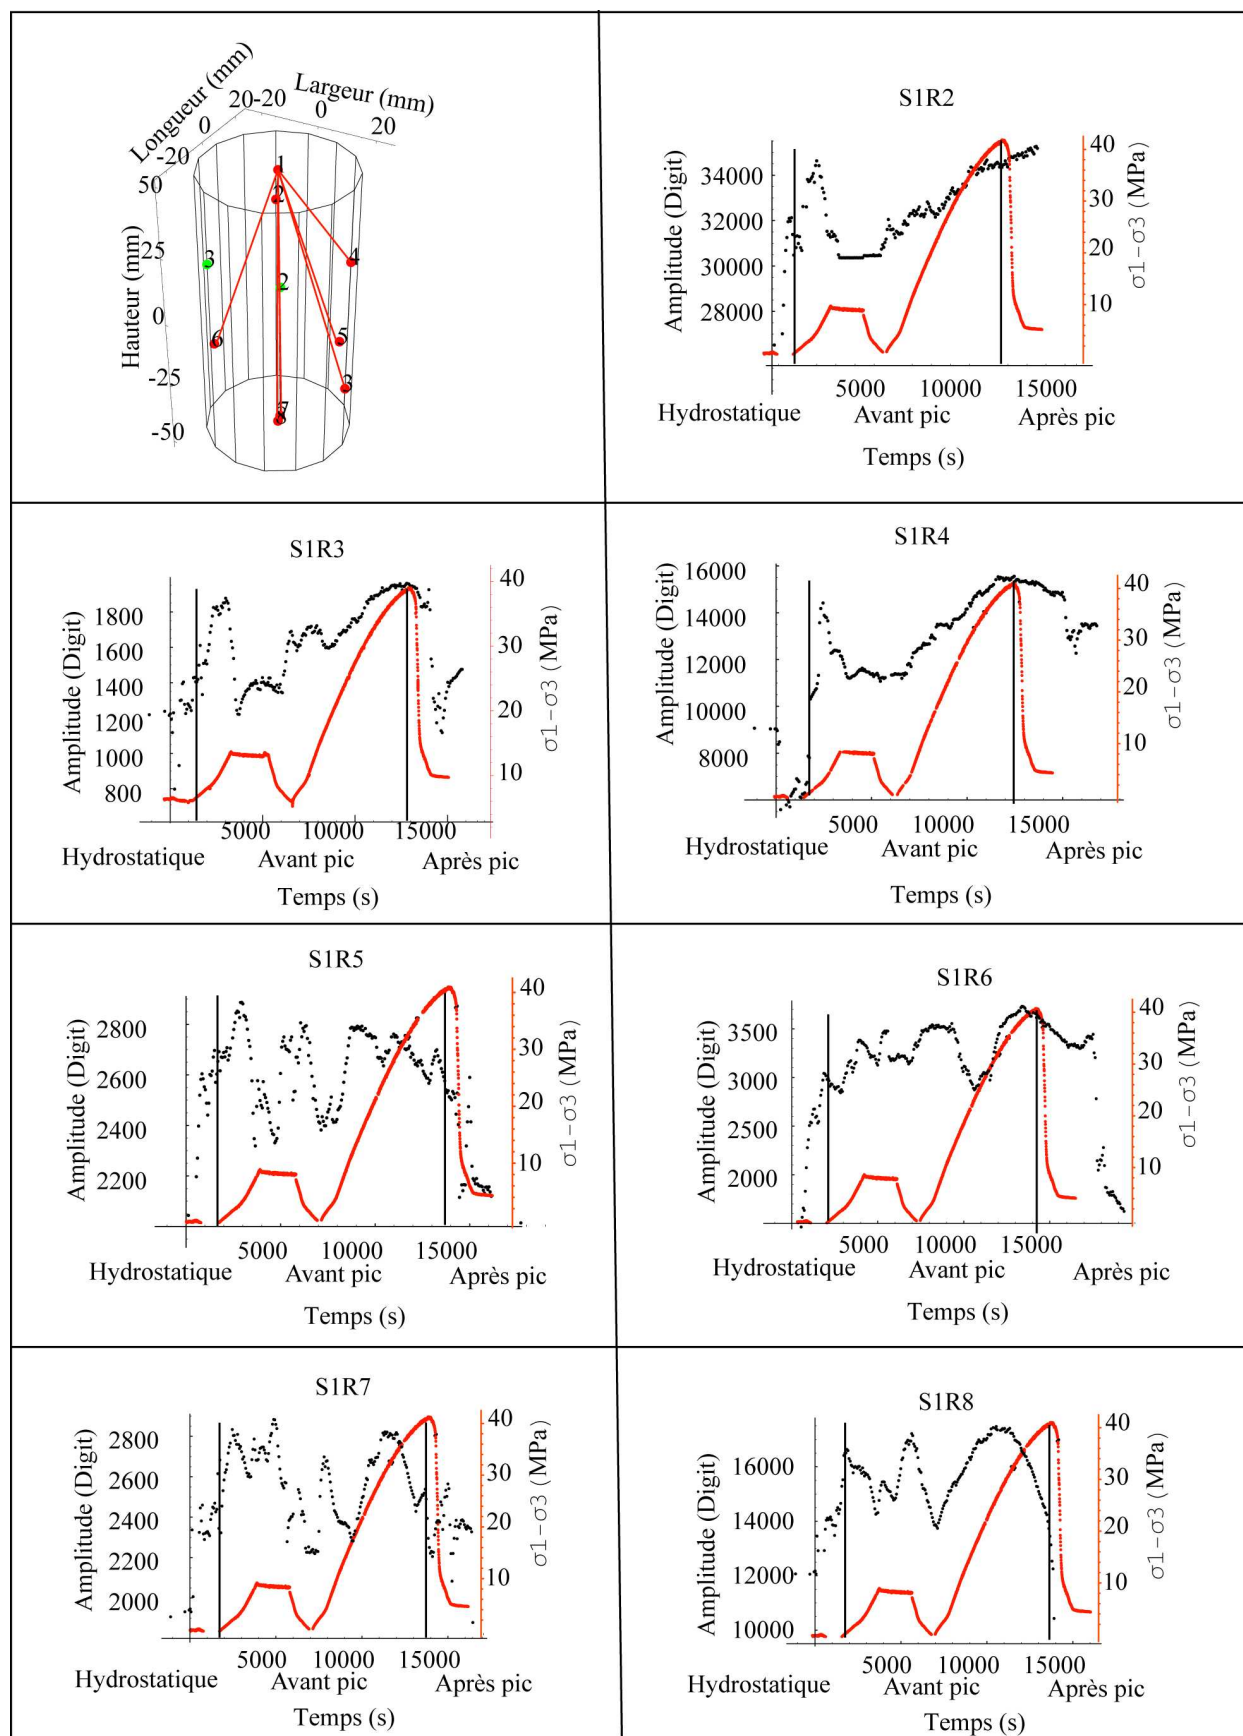 Longueur (mm)
Largeur (mm)
20
-20
0
20
0
-20
50
25
0
-25
-50
Hauteur (mm)
1
2
3
4
2
6
5
3
7
S1R2
Amplitude (Digit)
34000
32000
30000
28000
40
30
20
10
σ1-σ3 (MPa)
5000 10000 15000
Hydrostatique Avant pic Après pic
Temps (s)
S1R3
Amplitude (Digit)
1800
1600
1400
1200
1000
800
40
30
20
10
σ1-σ3 (MPa)
5000 10000 15000
Hydrostatique Avant pic Après pic
Temps (s)
S1R4
Amplitude (Digit)
16000
14000
12000
10000
8000
40
30
20
10
σ1-σ3 (MPa)
5000 10000 15000
Hydrostatique Avant pic Après pic
Temps (s)
S1R5
Amplitude (Digit)
2800
2600
2400
2200
40
30
20
10
σ1-σ3 (MPa)
5000 10000 15000
Hydrostatique Avant pic Après pic
Temps (s)
S1R6
Amplitude (Digit)
3500
3000
2500
2000
40
30
20
10
σ1-σ3 (MPa)
5000 10000 15000
Hydrostatique Avant pic Après pic
Temps (s)
S1R7
Amplitude (Digit)
2800
2600
2400
2200
2000
40
30
20
10
σ1-σ3 (MPa)
5000 10000 15000
Hydrostatique Avant pic Après pic
Temps (s)
S1R8
Amplitude (Digit)
16000
14000
12000
10000
40
30
20
10
σ1-σ3 (MPa)
5000 10000 15000
Hydrostatique Avant pic Après pic
Temps (s)